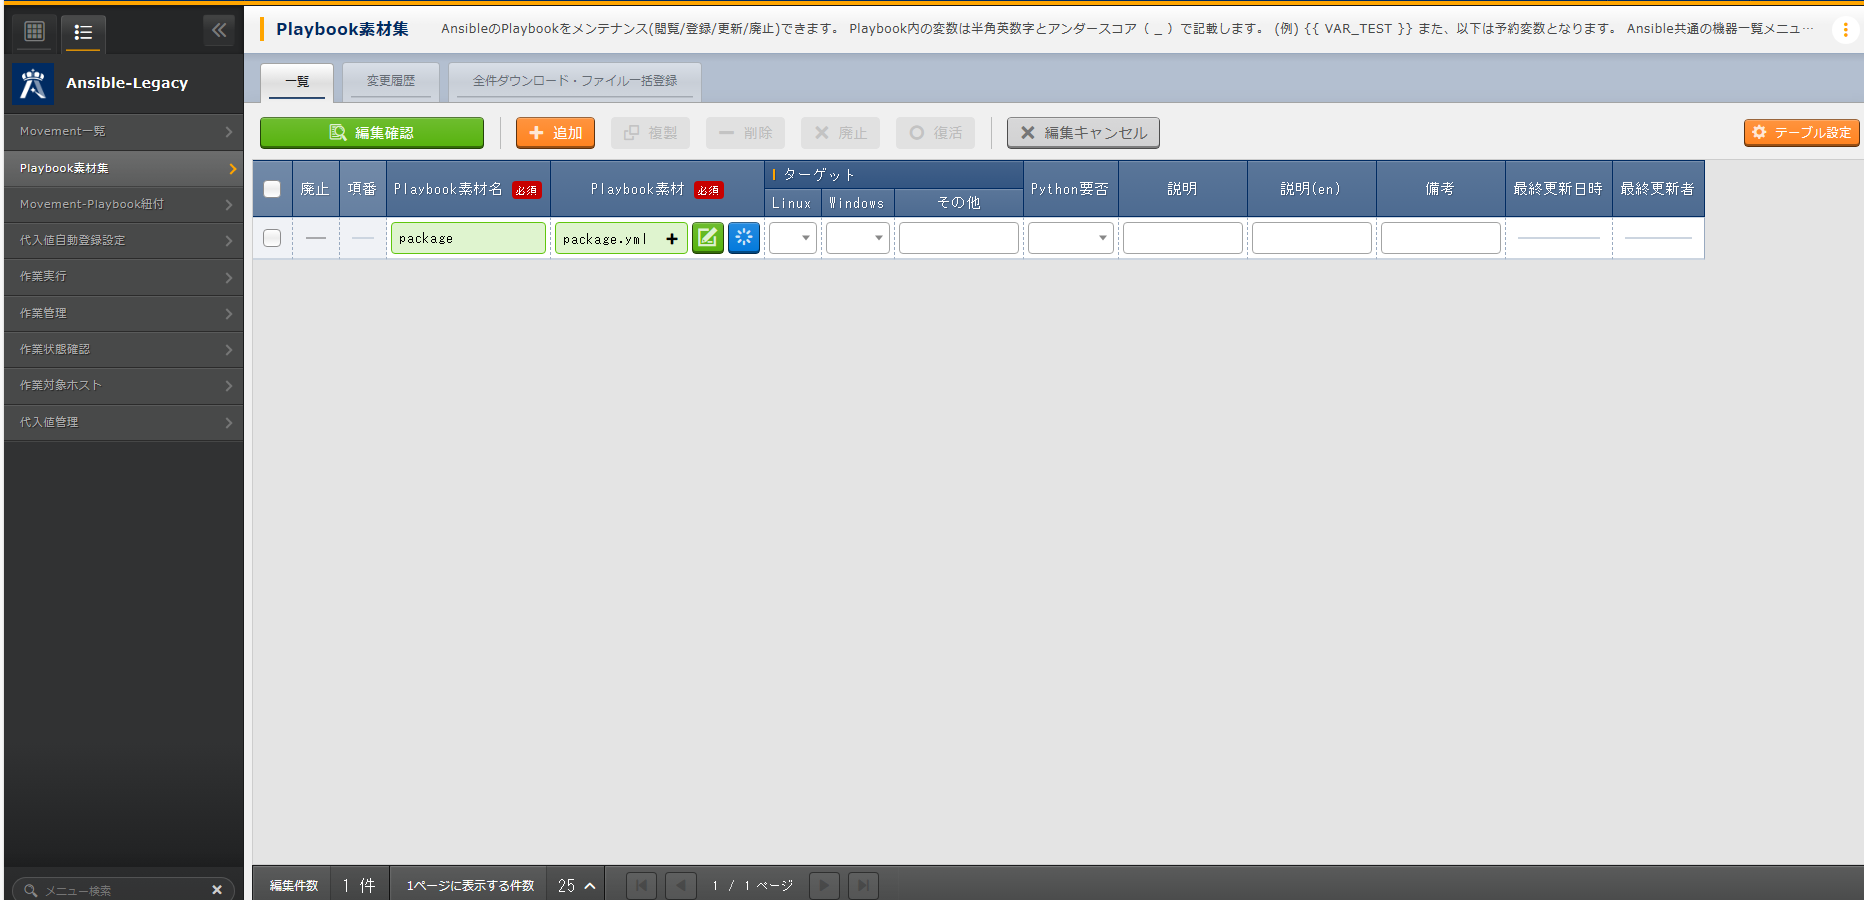 Playbook素材集
AnsibleのPlaybookをメンテナンス(閲覧/登録/更新/廃止)できます。 Playbook内の変数は半角英数字とアンダースコア（ _ ）で記載します。 (例) {{ VAR_TEST }} また、以下は予約変数となります。 Ansible共通の機器一覧メニュ…
Ansible-Legacy
Movement一覧
Playbook素材集
Movement-Playbook紐付
代入値自動登録設定
作業実行
作業管理
作業状態確認
作業対象ホスト
代入値管理
メニュー検索
一覧
変更履歴
全件ダウンロード・ファイル一括登録
編集確認
追加
複製
削除
廃止
復活
編集キャンセル
テーブル設定
廃止
項番
Playbook素材名 必須
Playbook素材 必須
ターゲット
Linux
Windows
その他
Python要否
説明
説明(en)
備考
最終更新日時
最終更新者
package
package.yml
編集件数
1 件
1ページに表示する件数
25
1 / 1 ページ